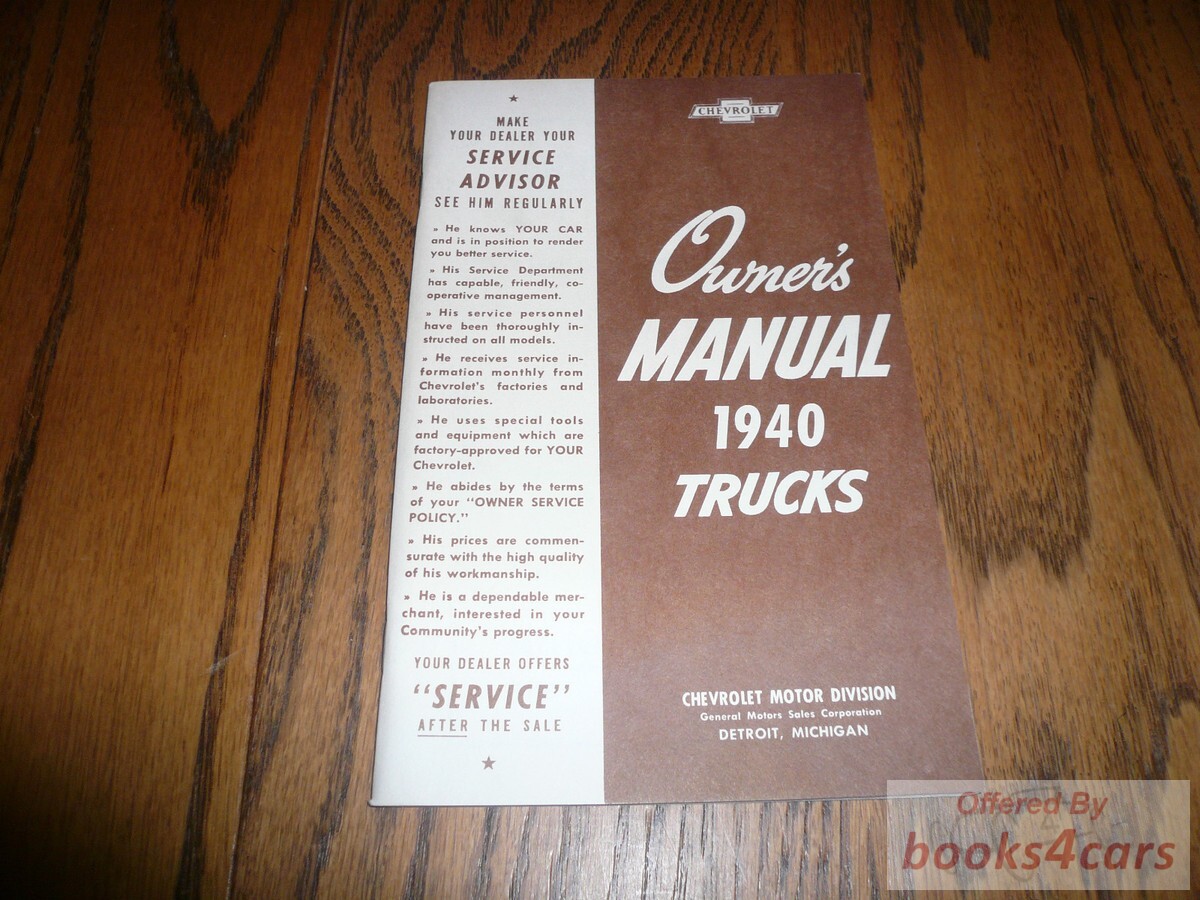 ★
MAKE
YOUR DEALER YOUR
SERVICE
ADVISOR
SEE HIM REGULARLY
» He knows YOUR CAR
and is in position to render
you better service.
» His Service Department
has capable, friendly, co-
operative management.
» His service personnel
have been thoroughly in-
structed on all models.
» He receives service in-
formation monthly from
Chevrolet's factories and
laboratories.
» He uses special tools
and equipment which are
factory-approved for YOUR
Chevrolet.
» He abides by the terms
of your "OWNER SERVICE
POLICY."
» His prices are commen-
surate with the high quality
of his workmanship.
» He is a dependable mer-
chant, interested in your
Community's progress.
YOUR DEALER OFFERS
"SERVICE"
AFTER THE SALE
★
CHEVROLET
Owner's
MANUAL
1940
TRUCKS
CHEVROLET MOTOR DIVISION
General Motors Sales Corporation
DETROIT, MICHIGAN
Offered By
books4cars